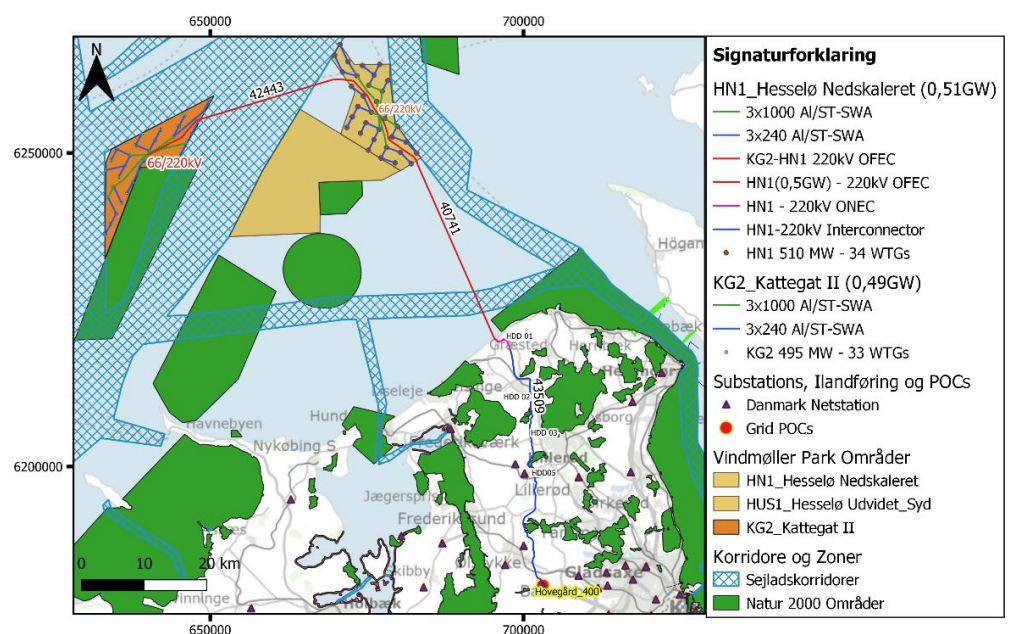 650000
700000
N
6250000
6200000
42443
66/220kV
66/220kV
40741
Högan
HDD 01
Græsted
HDD 02
43509
HDD 03
HDD05
Lillerød
Hund
Havnebyen
Nykøbing S
Jægerspris
Frederik
sund
kibby
Holbæk
Gladsaxe
Hovegård_400
0 10 20 km
650000
700000
Signaturforklaring
HN1_Hesselø Nedskaleret (0,51GW)
3x1000 Al/ST-SWA
3x240 Al/ST-SWA
KG2-HN1 220kV OFEC
HN1(0,5GW) - 220kV OFEC
HN1 - 220kV ONEC
HN1-220kV Interconnector
HN1 510 MW - 34 WTGs
KG2_Kattegat II (0,49GW)
3x1000 Al/ST-SWA
3x240 Al/ST-SWA
KG2 495 MW - 33 WTGs
Substations, Ilandføring og POCs
Danmark Netstation
Grid POCs
Vindmøller Park Områder
HN1_Hesselø Nedskaleret
HUS1_Hesselø Udvidet_Syd
KG2_Kattegat II
Korridore og Zoner
Sejladskorridorer
Natur 2000 Områder